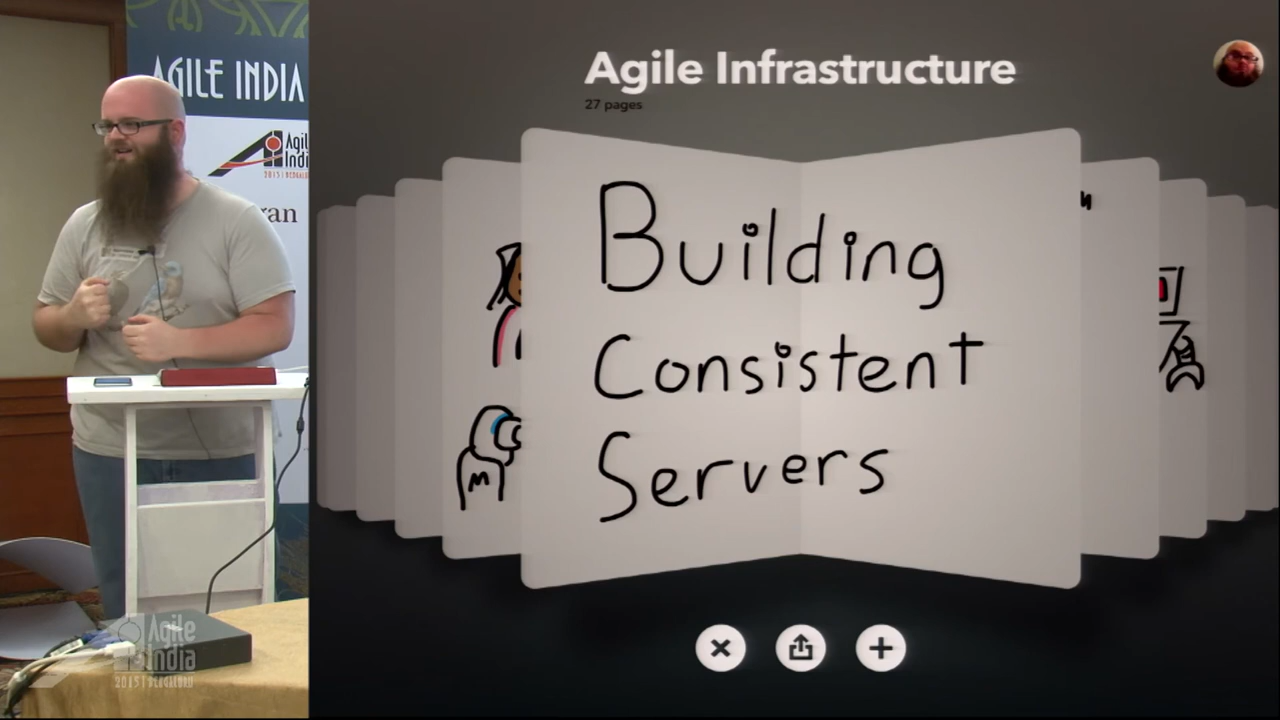 AGILE INDIA
Agile
India
2015 | BENGALURU
Agile Infrastructure
27 pages
Building
Consistent
Servers
M
Agile
India
2015 | BENGALURU